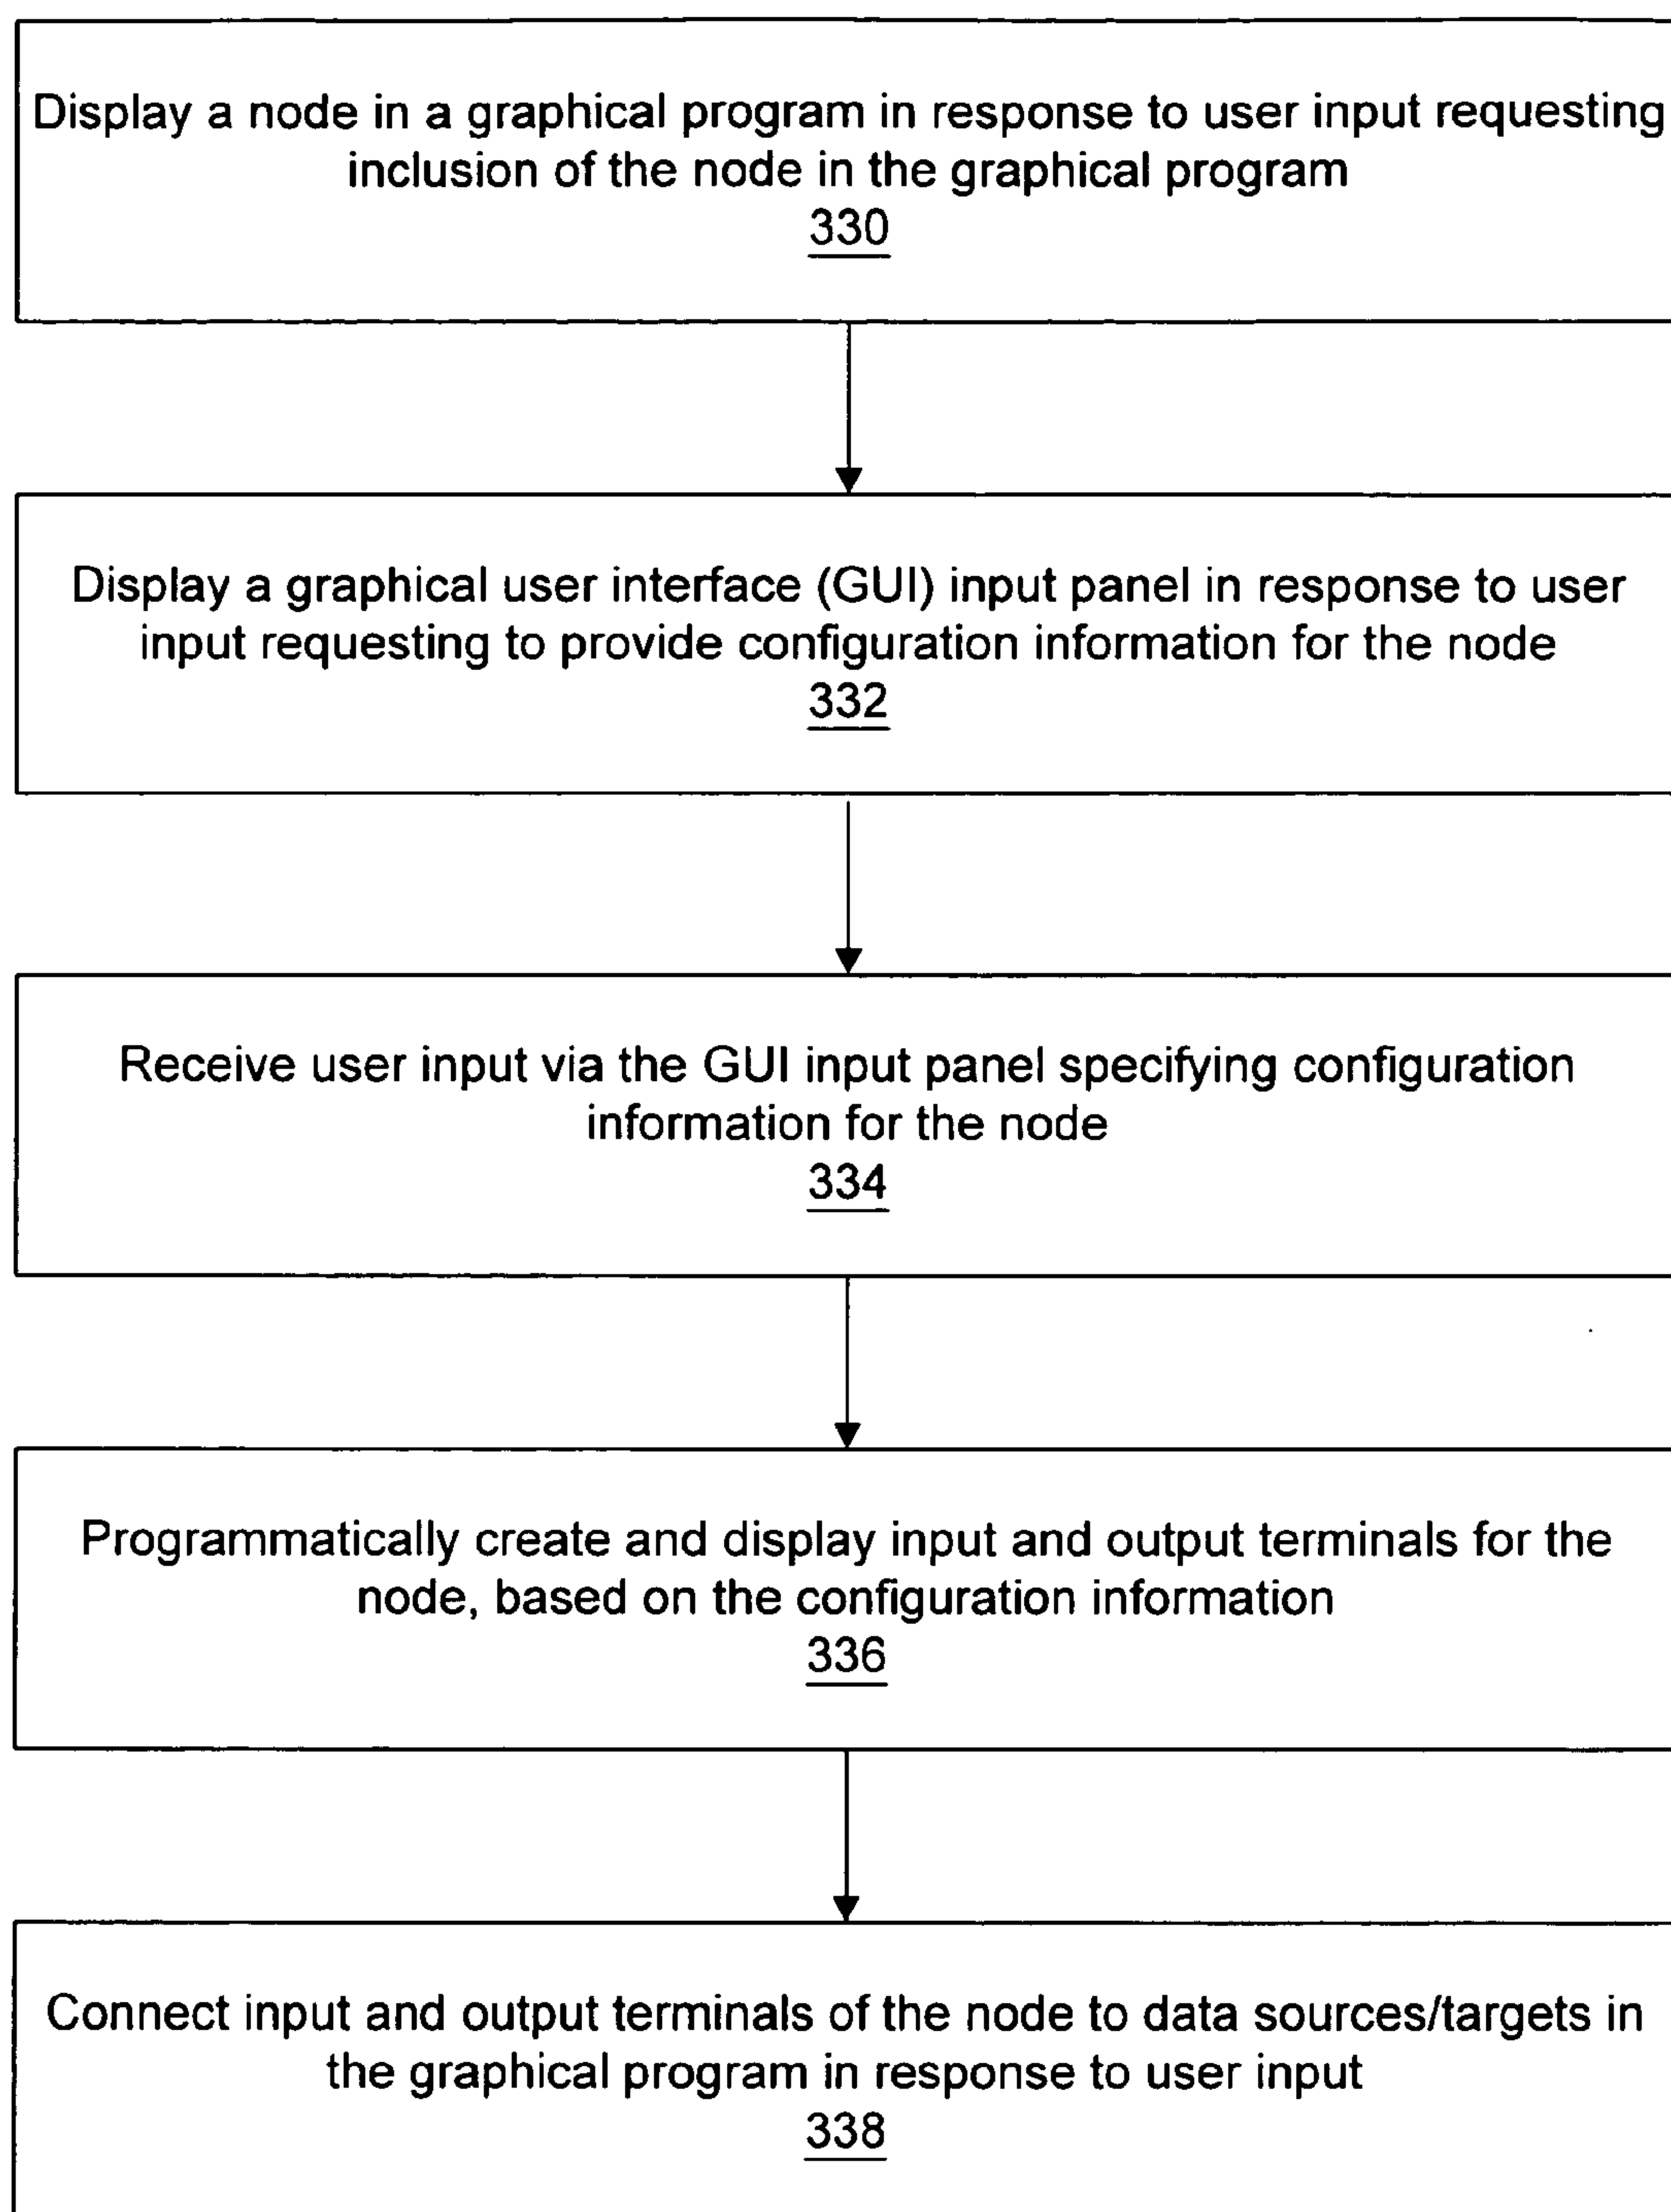 Display a node in a graphical program in response to user input requesting
inclusion of the node in the graphical program
330
Display a graphical user interface (GUI) input panel in response to user
input requesting to provide configuration information for the node
332
Receive user input via the GUI input panel specifying configuration
information for the node
334
Programmatically create and display input and output terminals for the
node, based on the configuration information
336
Connect input and output terminals of the node to data sources/targets in
the graphical program in response to user input
338